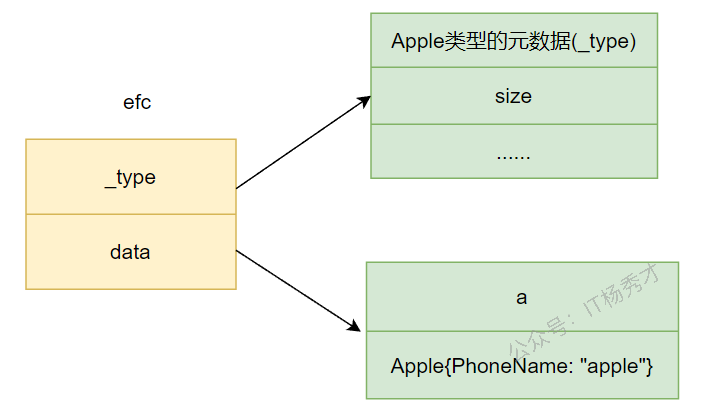 Apple类型的元数据(_type)
size
......
efc
_type
data
a
Apple{PhoneName: "apple"}
公众号：IT杨秀才